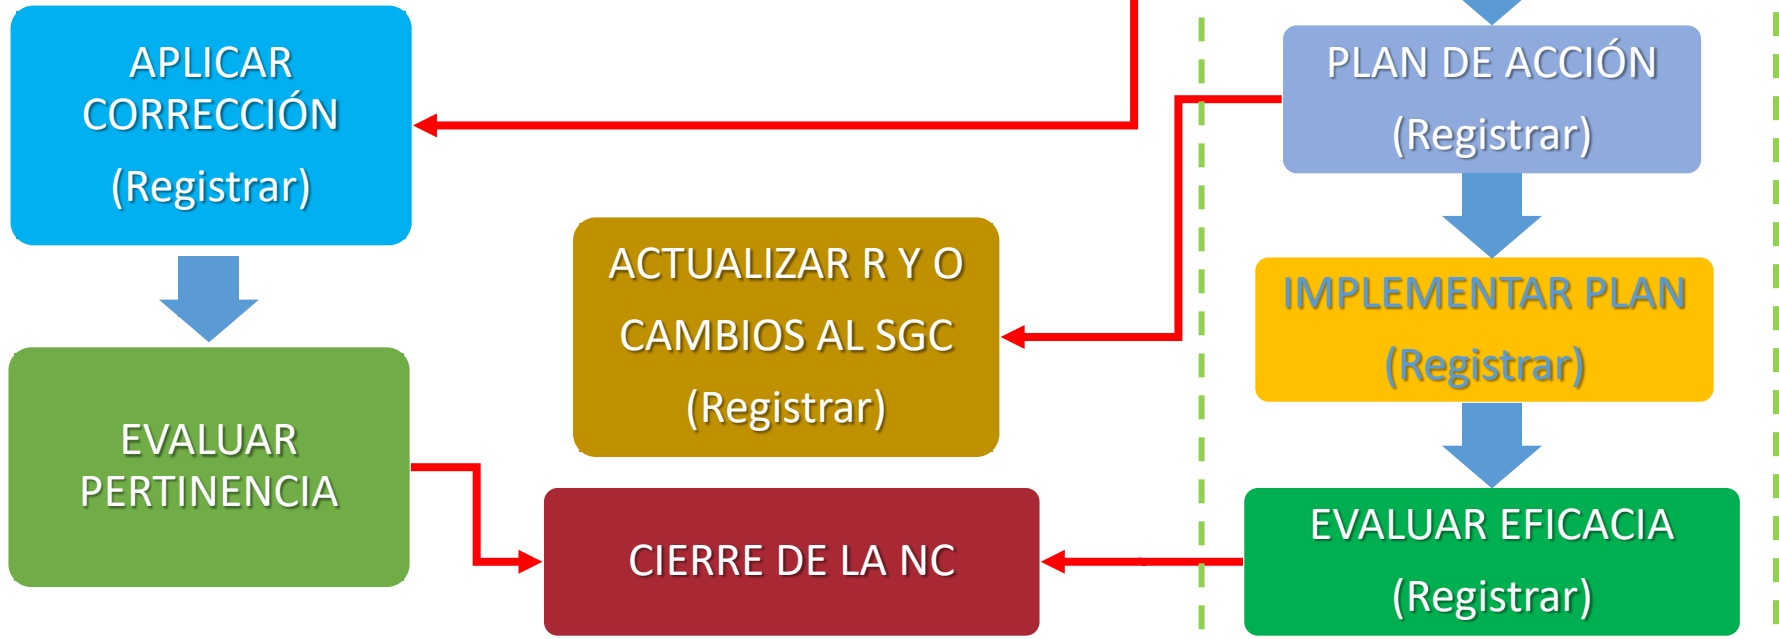 APLICAR
CORRECCIÓN
(Registrar)
PLAN DE ACCIÓN
(Registrar)
ACTUALIZAR R Y O
CAMBIOS AL SGC
(Registrar)
IMPLEMENTAR PLAN
(Registrar)
EVALUAR
PERTINENCIA
CIERRE DE LA NC
EVALUAR EFICACIA
(Registrar)